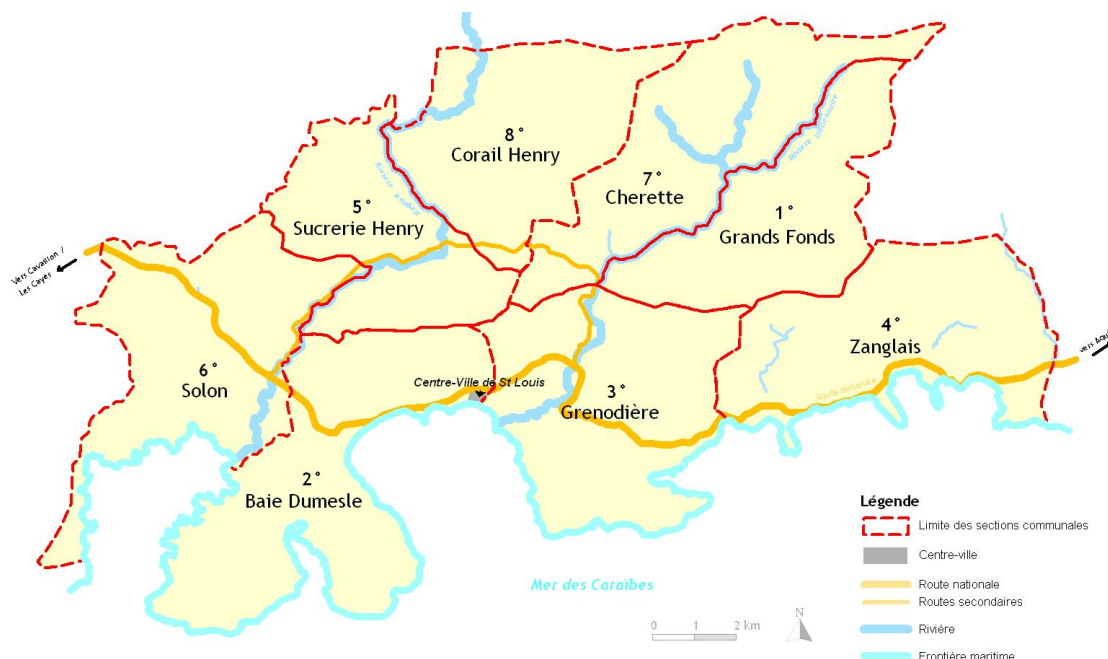 8°
Corail Henry
7°
Cherette
1°
Grands Fonds
5°
Sucrerie Henry
Vers Cavaillon /
Les Cayes
4°
Zanglais
6°
Solon
Centre-Ville de St Louis
3°
Grenodière
Route Nationale
2°
Baie Dumesle
Mer des Caraïbes
0 1 2 km
N
Légende
Limite des sections communales
Centre-ville
Route nationale
Routes secondaires
Rivière
Frontière maritime